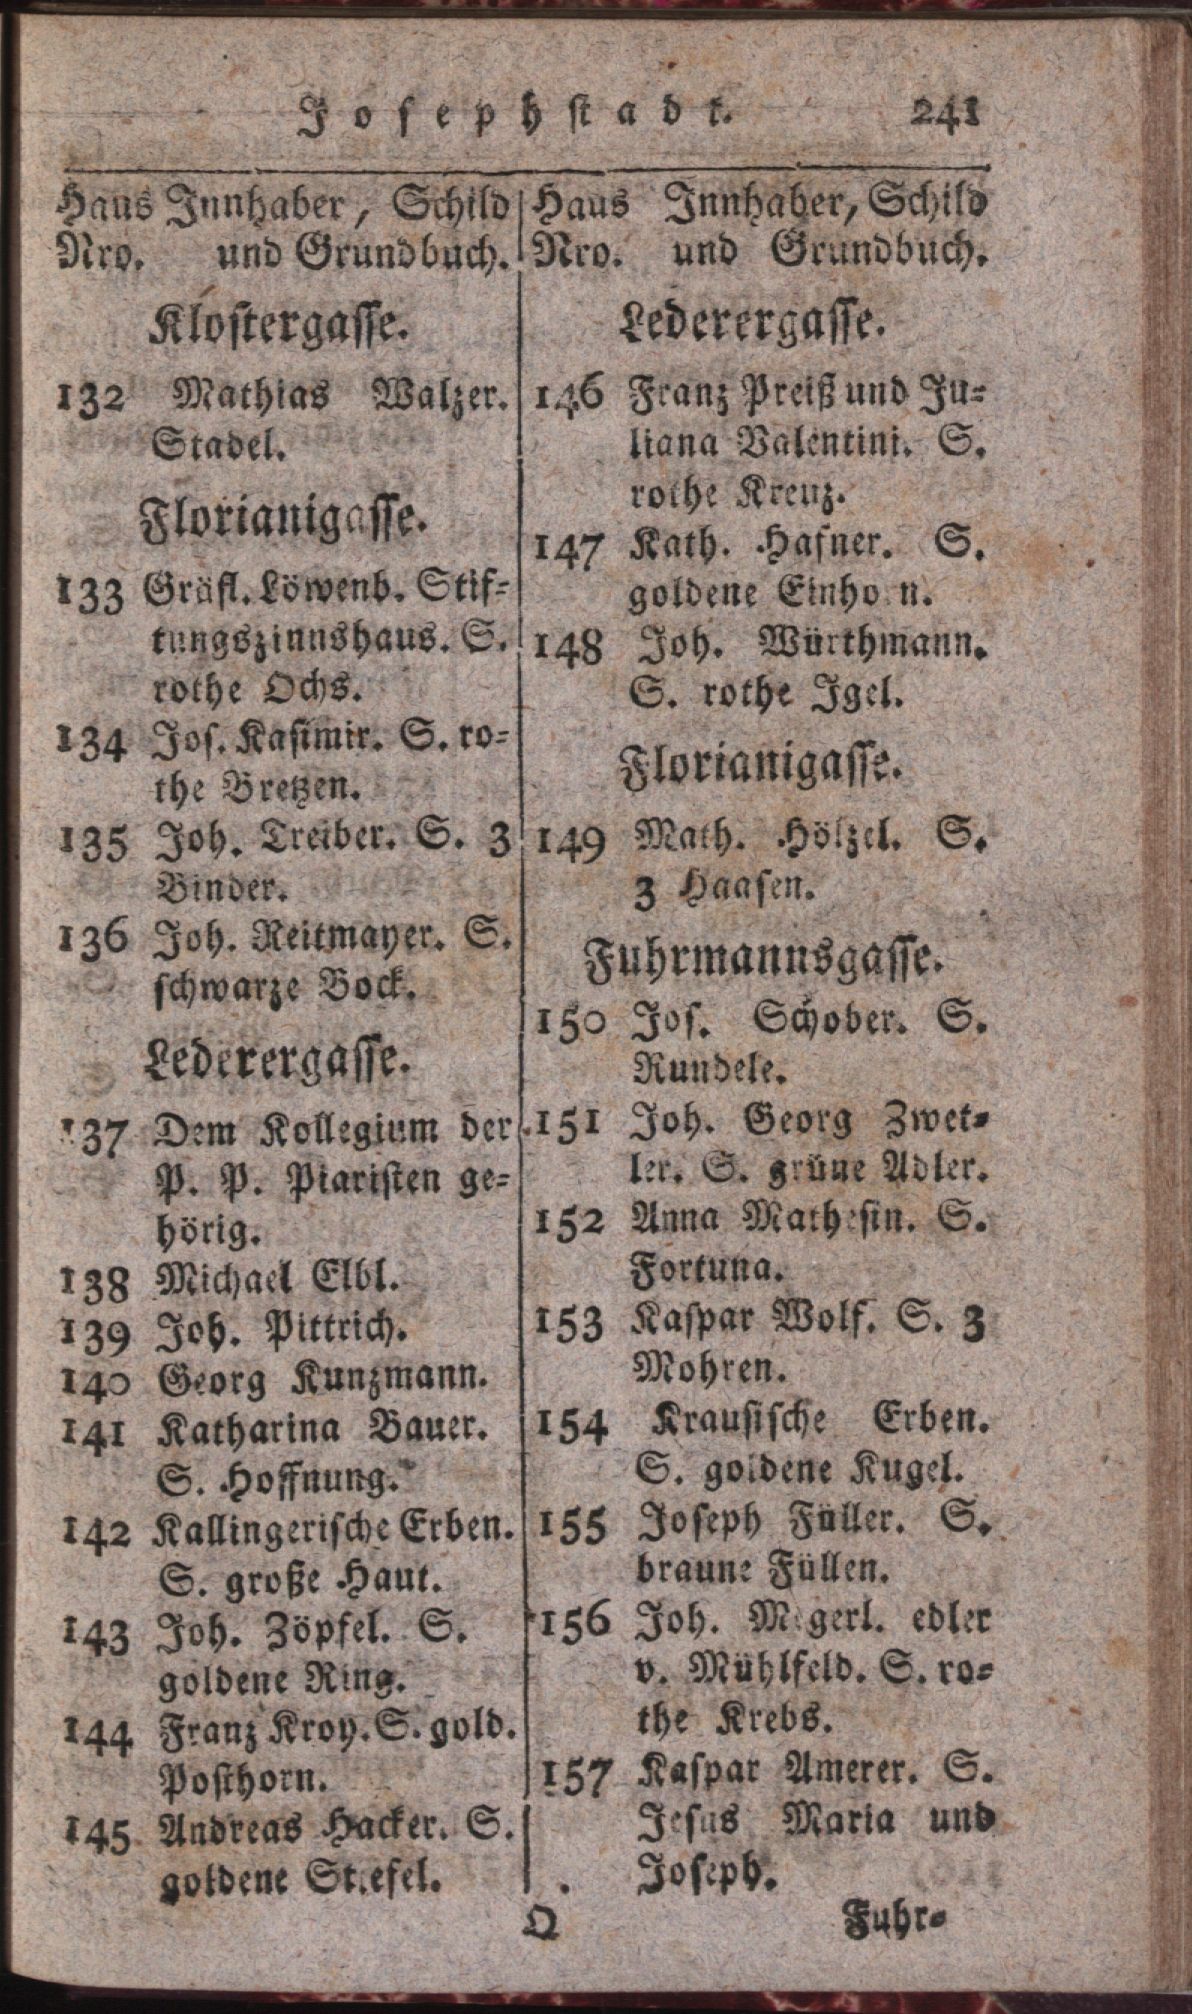 Josephstadt. 241
Haus Innhaber, Schild
Nro. und Grundbuch.
Klostergasse.
132 Mathias Walzer.
Stadel.
Florianigasse.
133 Gräfl. Löwenb. Stif-
tungszinnshaus. S.
rothe Ochs.
134 Jos. Kasimir. S. ro-
the Bretzen.
135 Joh. Treiber. S. 3
Binder.
136 Joh. Reitmayer. S.
schwarze Bock.
Lederergasse.
137 Dem Kollegium der
P. P. Piaristen ge-
hörig.
138 Michael Elbl.
139 Joh. Pittrich.
140 Georg Kunzmann.
141 Katharina Bauer.
S. Hoffnung.
142 Kallingerische Erben.
S. große Haut.
143 Joh. Zöpfel. S.
goldene Ring.
144 Franz Kroy. S. gold.
Posthorn.
145 Andreas Hacker. S.
goldene Stiefel.
Haus Innhaber, Schild
Nro. und Grundbuch.
Lederergasse.
146 Franz Preiß und Ju-
liana Valentini. S.
rothe Kreuz.
147 Kath. Hafner. S.
goldene Einhorn.
148 Joh. Würthmann.
S. rothe Igel.
Florianigasse.
149 Math. Hölzel. S.
3 Haasen.
Fuhrmannsgasse.
150 Jos. Schober. S.
Rundele.
151 Joh. Georg Zwet-
ler. S. grüne Adler.
152 Anna Mathesin. S.
Fortuna.
153 Kaspar Wolf. S. 3
Mohren.
154 Krausische Erben.
S. goldene Kugel.
155 Joseph Füller. S.
braune Füllen.
156 Joh. Megerl. edler
v. Mühlfeld. S. ro-
the Krebs.
157 Kaspar Amerer. S.
Jesus Maria und
Joseph.
Q Fuhr-